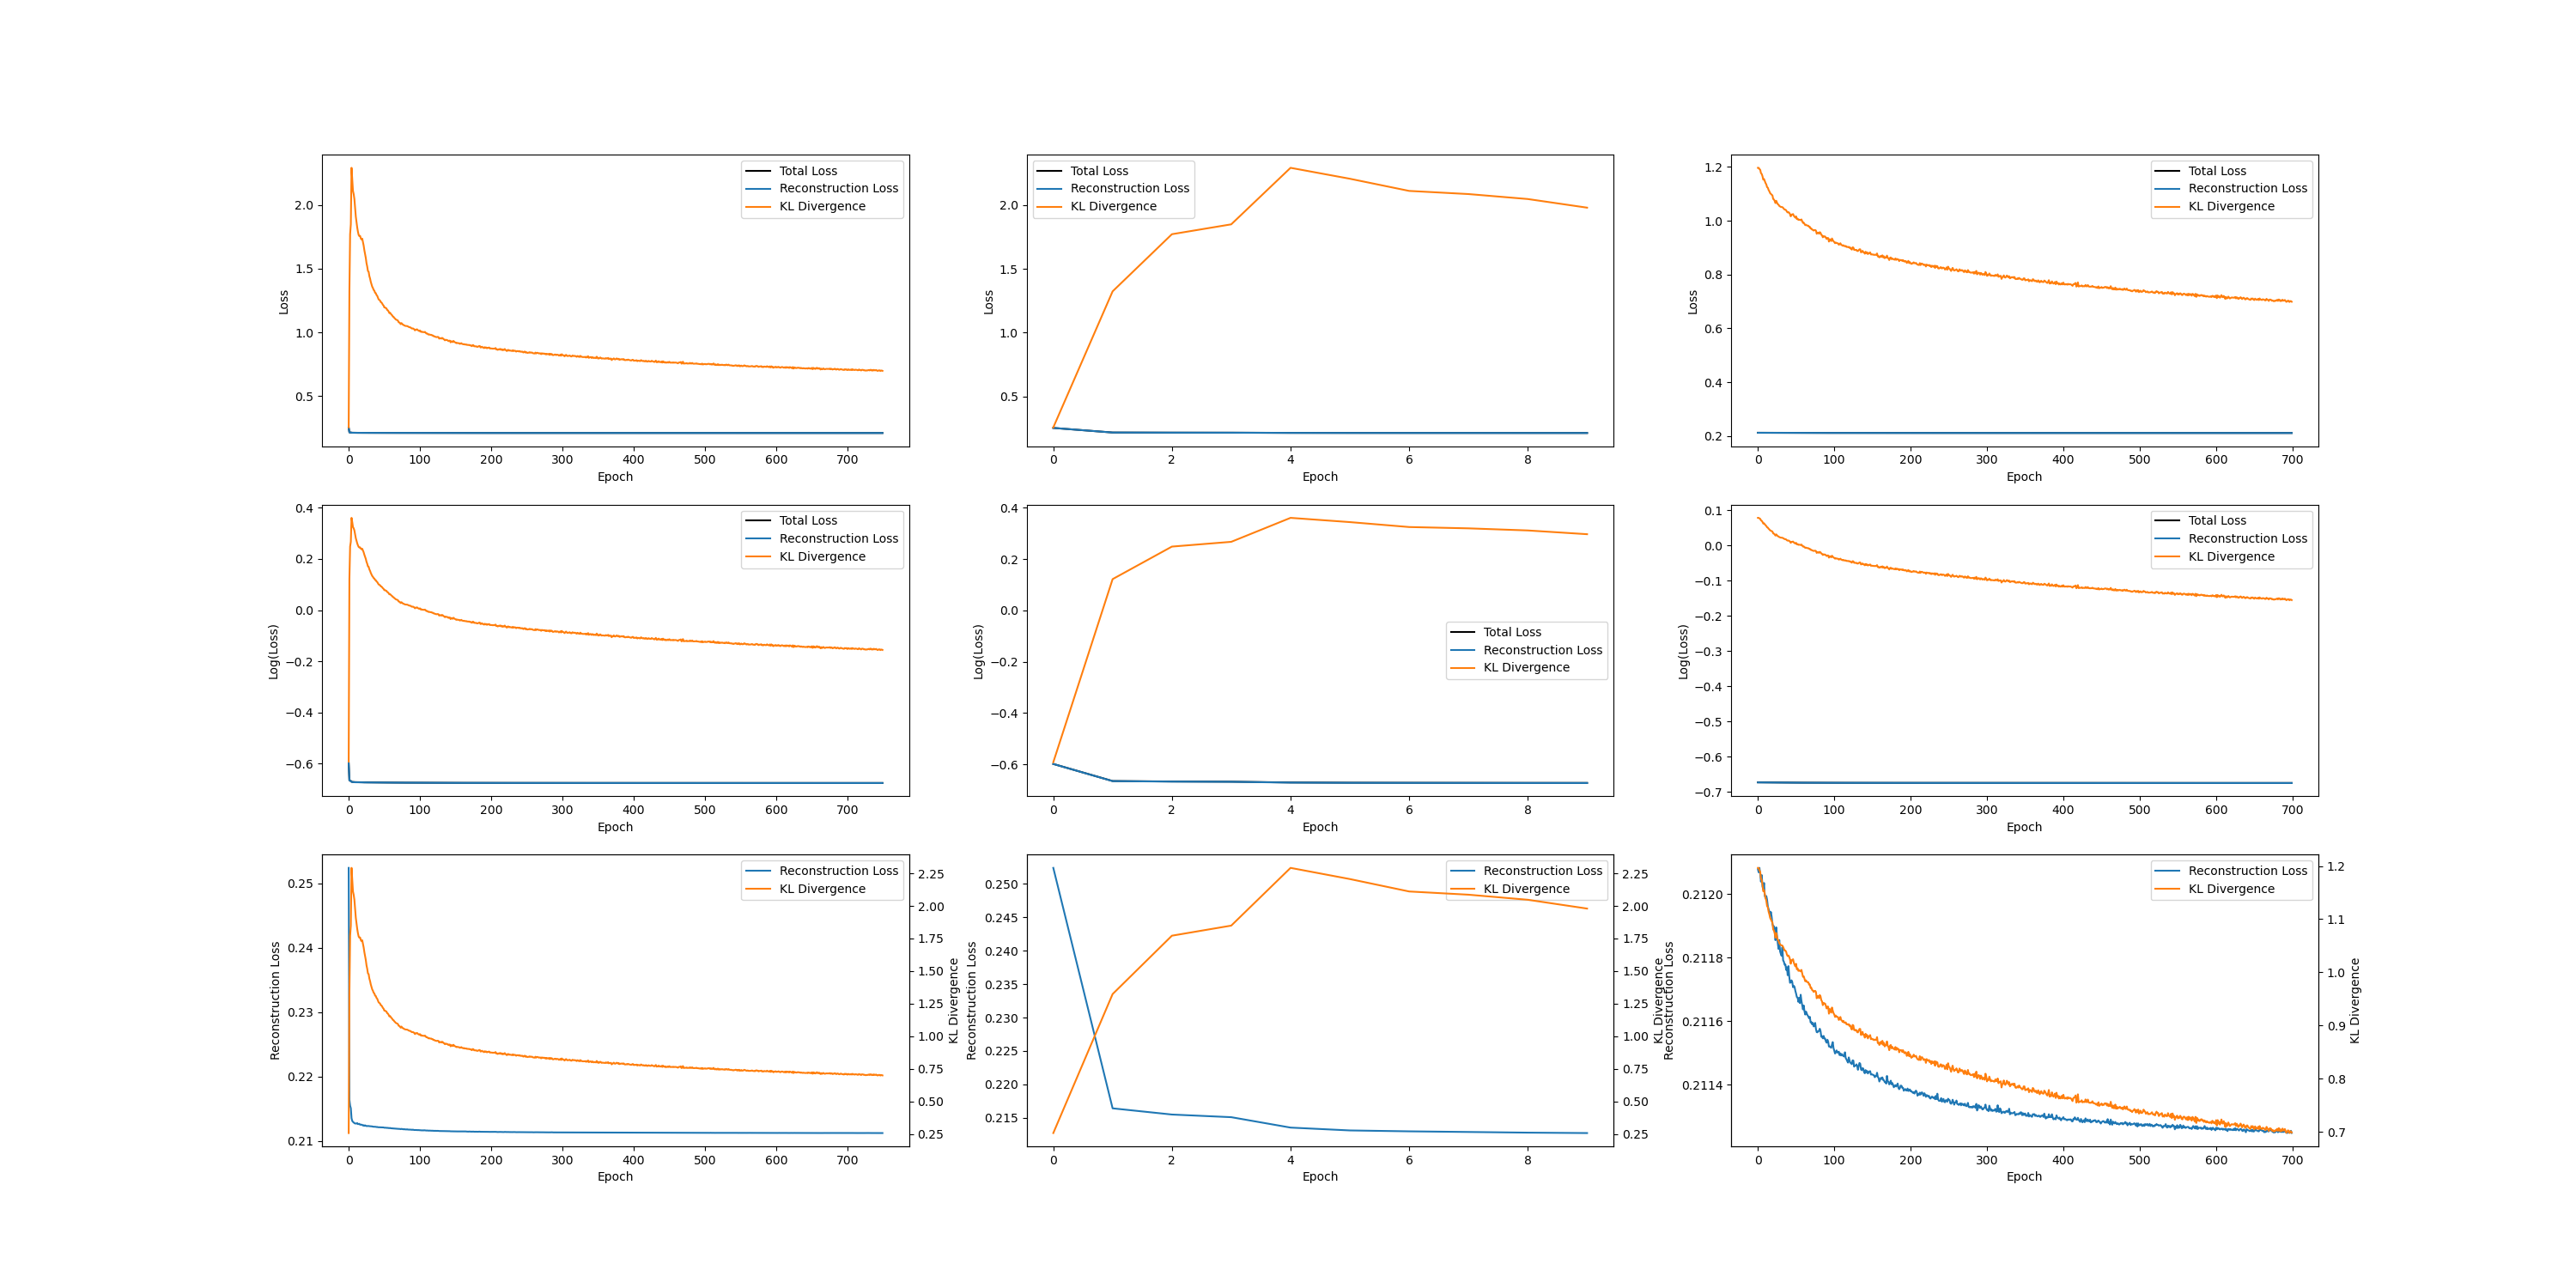 Total Loss
Reconstruction Loss
KL Divergence
2.0
1.5
1.0
0.5
Loss
0 100 200 300 400 500 600 700
Epoch
Total Loss
Reconstruction Loss
KL Divergence
2.0
1.5
1.0
0.5
Loss
0 2 4 6 8
Epoch
Total Loss
Reconstruction Loss
KL Divergence
1.2
1.0
0.8
0.6
0.4
0.2
Loss
0 100 200 300 400 500 600 700
Epoch
Total Loss
Reconstruction Loss
KL Divergence
0.4
0.2
0.0
−0.2
−0.4
−0.6
Log(Loss)
0 100 200 300 400 500 600 700
Epoch
Total Loss
Reconstruction Loss
KL Divergence
0.4
0.2
0.0
−0.2
−0.4
−0.6
Log(Loss)
0 2 4 6 8
Epoch
Total Loss
Reconstruction Loss
KL Divergence
0.1
0.0
−0.1
−0.2
−0.3
−0.4
−0.5
−0.6
−0.7
Log(Loss)
0 100 200 300 400 500 600 700
Epoch
Reconstruction Loss
KL Divergence
0.25
0.24
0.23
0.22
0.21
Reconstruction Loss
2.25
2.00
1.75
1.50
1.25
1.00
0.75
0.50
0.25
KL Divergence
0 100 200 300 400 500 600 700
Epoch
Reconstruction Loss
KL Divergence
0.250
0.245
0.240
0.235
0.230
0.225
0.220
0.215
Reconstruction Loss
2.25
2.00
1.75
1.50
1.25
1.00
0.75
0.50
0.25
KL Divergence
0 2 4 6 8
Epoch
Reconstruction Loss
KL Divergence
0.2120
0.2118
0.2116
0.2114
Reconstruction Loss
1.2
1.1
1.0
0.9
0.8
0.7
KL Divergence
0 100 200 300 400 500 600 700
Epoch